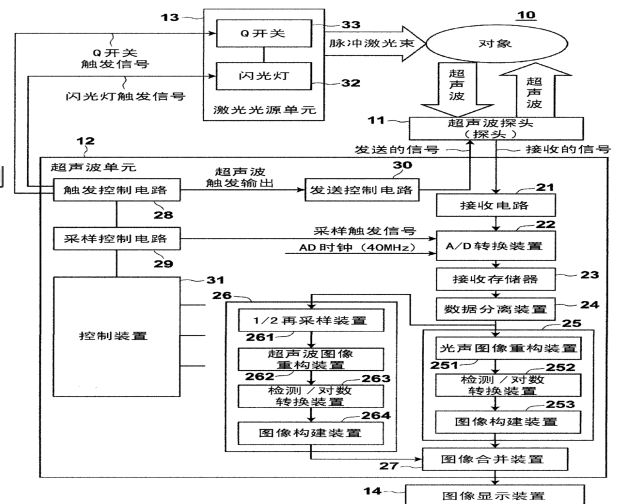 13
33
10
Q开关
脉冲激光束
对象
Q开关
触发信号
闪光灯
32
闪光灯触发信号
激光光源单元
超声波
超声波
11
超声波探头
(探头)
12
发送的信号
接收的信号
超声波单元
触发控制电路
28
超声波
触发输出
30
发送控制电路
21
接收电路
22
采样控制电路
29
采样触发信号
AD时钟（40MHz）
A/D转换装置
接收存储器
23
31
控制装置
数据分离装置
24
26
25
1/2再采样装置
261
光声图像重构装置
251
超声波图像
重构装置
262
252
检测/对数
转换装置
263
检测/对数
转换装置
253
264
图像构建装置
图像构建装置
27
图像合并装置
14
图像显示装置